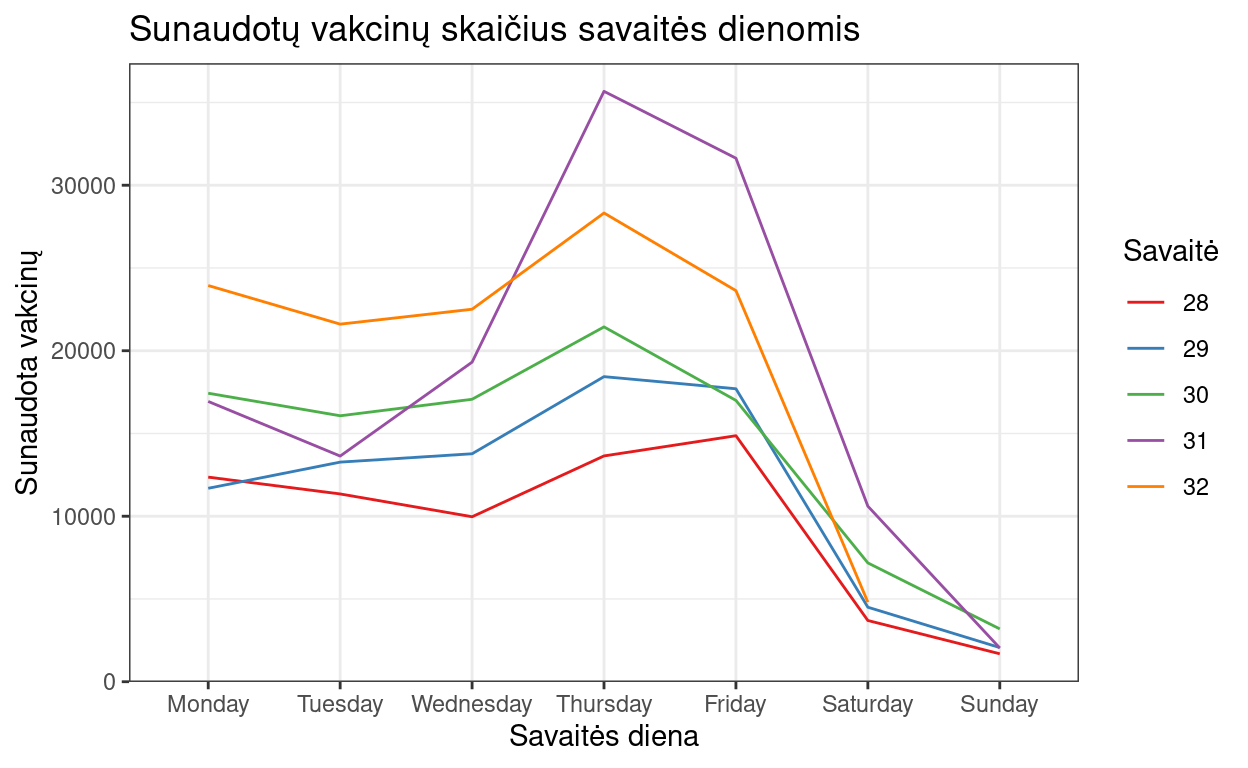 Sunaudotų vakcinų skaičius savaitės dienomis
Sunaudota vakcinų
30000
20000
10000
0
Monday Tuesday Wednesday Thursday Friday Saturday Sunday
Savaitės diena
Savaitė
28
29
30
31
32